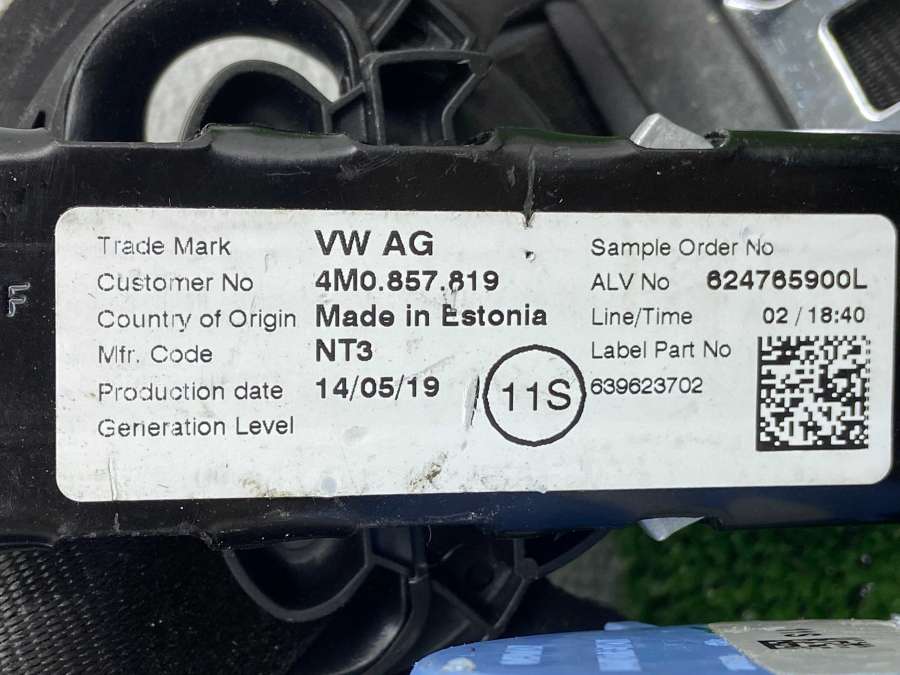 Trade Mark VW AG Sample Order No
Customer No 4M0.857.819 ALV No 624765900L
Country of Origin Made in Estonia Line/Time 02 / 18:40
Mfr. Code NT3 Label Part No
Production date 14/05/19 11S 639623702
Generation Level
F